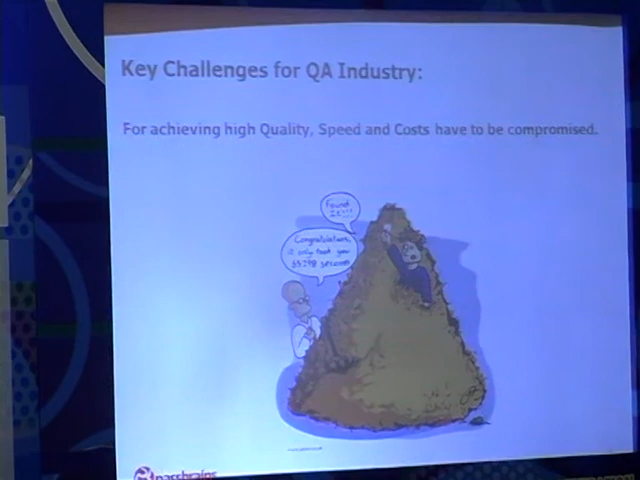 Key Challenges for QA Industry:
For achieving high Quality, Speed and Costs have to be compromised.
Found
Congratulations,
it only took you
seconds
passbrains